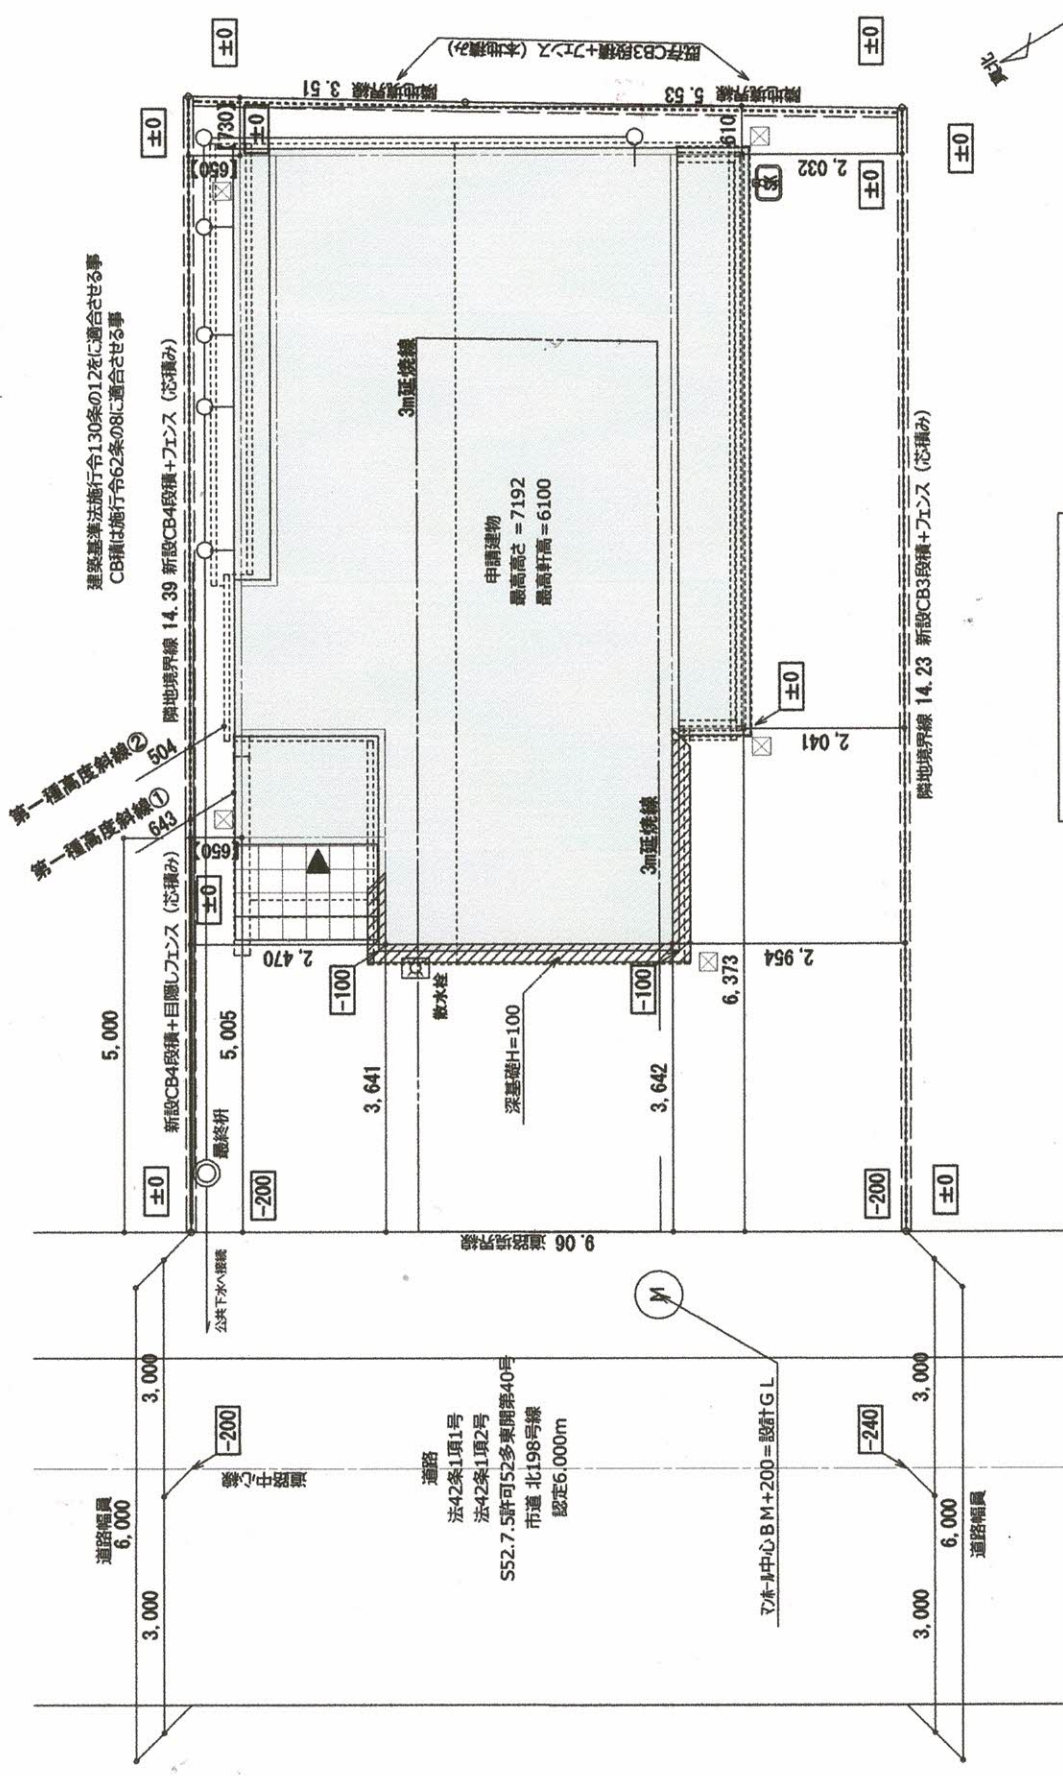 ±0
既存CB3段積+フェンス (本地積み)
±0
真北
隣地境界線 3.51
隣地境界線 5.53
±0
【730】
±0
610
±0
【650】
SK
2,032
±0
建築基準法施行令130条の12をに適合させる事
CB積は施行令62条の8に適合させる事
隣地境界線 14.39 新設CB4段積+フェンス (芯積み)
3m延焼線
申請建物
最高高さ =7192
最高軒高=6100
隣地境界線 14.23 新設CB3段積+フェンス (芯積み)
第一種高度斜線②
504
第一種高度斜線①
643
±0
2,041
【650】
±0
3m延焼線
新設CB4段積+目隠しフェンス (芯積み)
2,470
-100
散水栓
-100
2,954
6,373
深基礎H=100
5,000
5,005
3,641
3,642
最終枡
±0
-200
-200
±0
道路境界線 9.06
公共下水へ接続
M
3,000
3,000
-200
道路中心線
道路
法42条1項1号
法42条1項2号
S52.7.5許可52多東開第40号
市道 北198号線
認定6.000m
マンホール中心BM+200=設計GL
-240
道路幅員
6,000
6,000
道路幅員
3,000
3,000